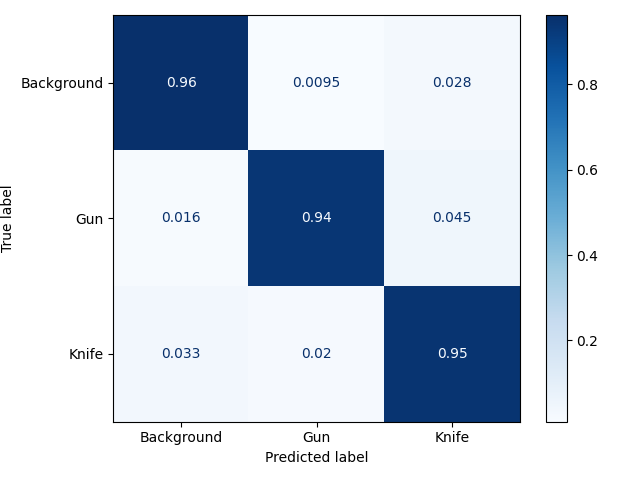 Background 0.96 0.0095 0.028
0.8
0.6
Gun 0.016 0.94 0.045
0.4
0.2
Knife 0.033 0.02 0.95
Background Gun Knife
Predicted label
True label